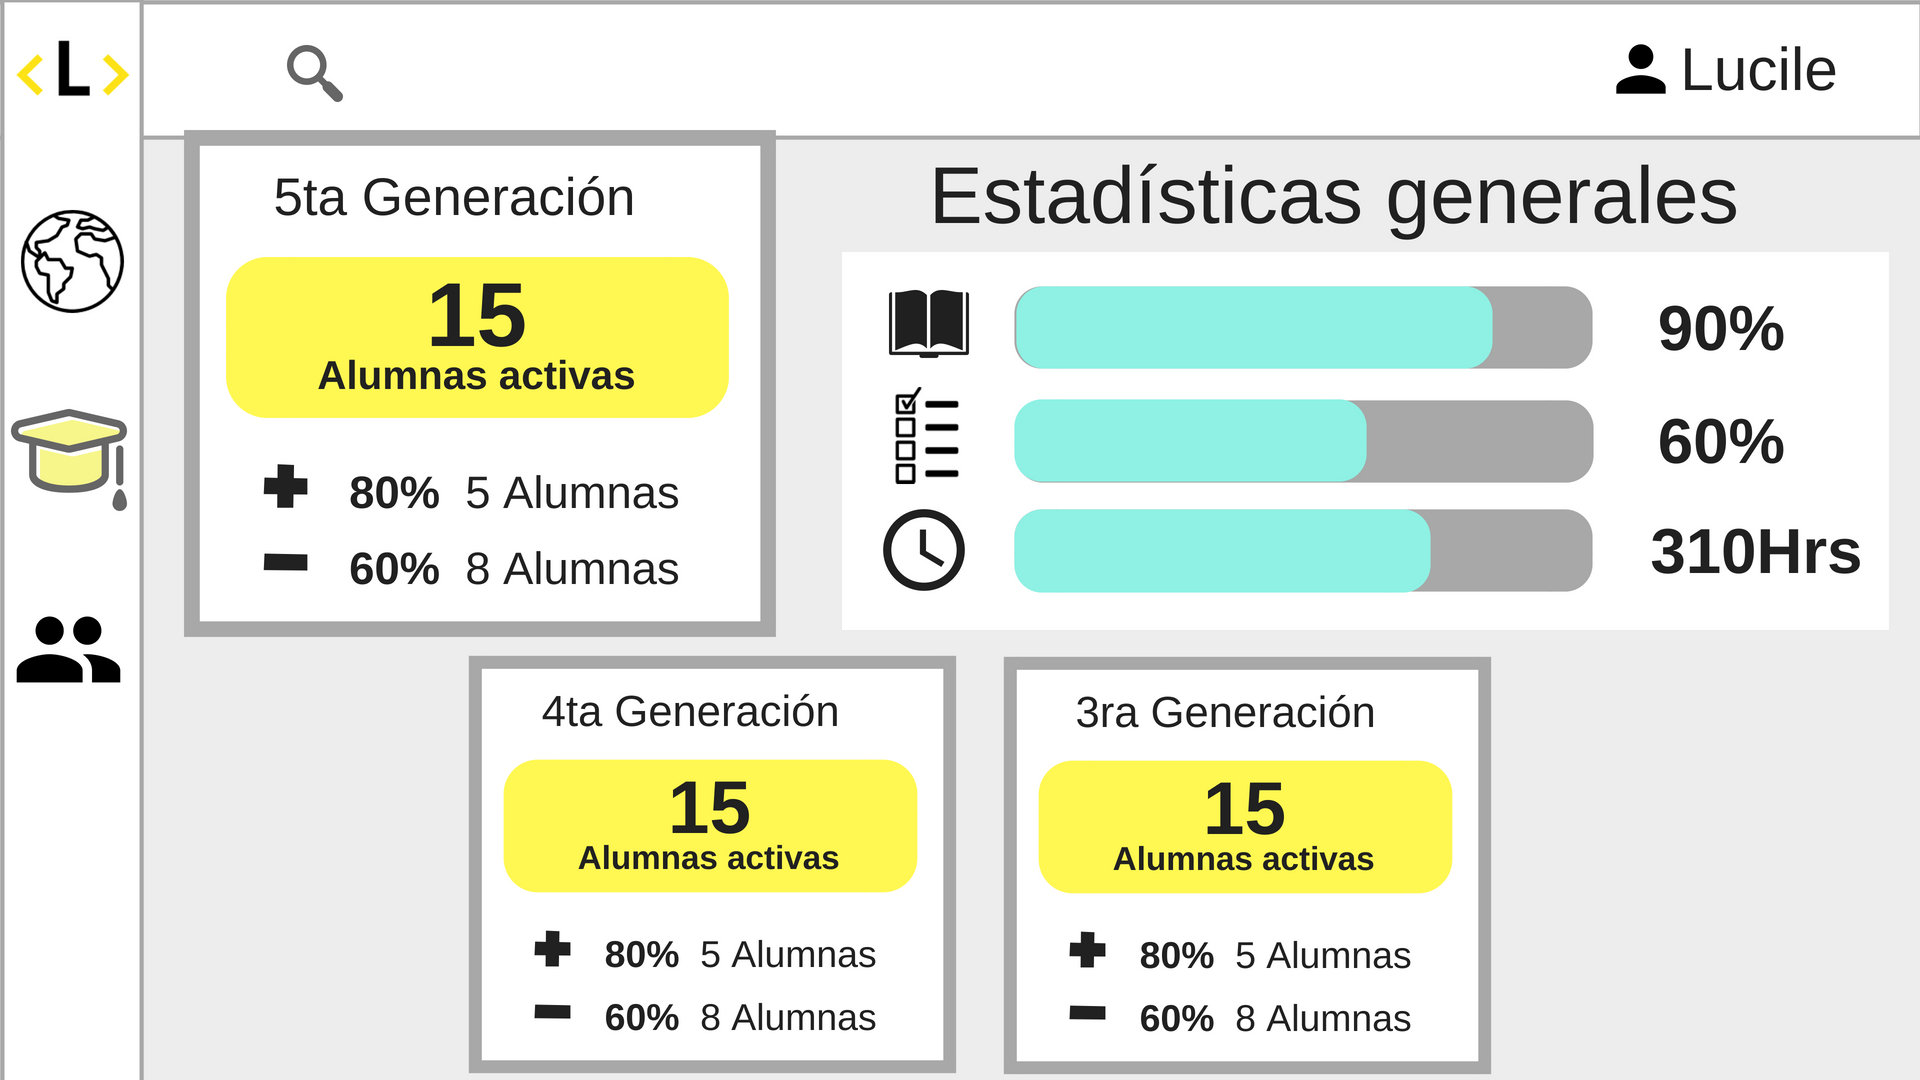 <L>
Lucile
5ta Generación
15
Alumnas activas
80% 5 Alumnas
60% 8 Alumnas
Estadísticas generales
90%
60%
310Hrs
4ta Generación
15
Alumnas activas
80% 5 Alumnas
60% 8 Alumnas
3ra Generación
15
Alumnas activas
80% 5 Alumnas
60% 8 Alumnas